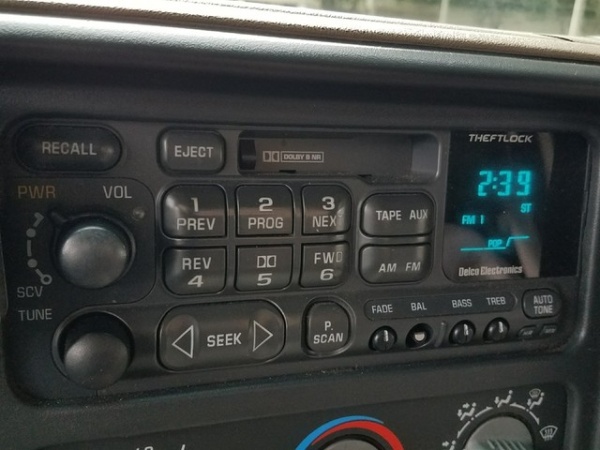 RECALL
EJECT
DOLBY B NR
THEFTLOCK
PWR VOL
1 PREV
2 PROG
3 NEXT
TAPE AUX
2:39
ST
FM 1
POP
REV 4
5
FWD 6
AM FM
Delco Electronics
SCV
TUNE
SEEK
P. SCAN
FADE BAL BASS TREB
AUTO TONE